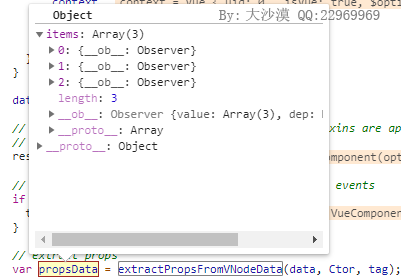 context = Vue {_uid: 0, _isVue: true, $optio
Object
By: 大沙漠 QQ:22969969
items: Array(3)
0: {__ob__: Observer}
1: {__ob__: Observer}
2: {__ob__: Observer}
length: 3
__ob__: Observer {value: Array(3), dep:
__proto__: Array
__proto__: Object
}
}
dat
//
xins are ap
//
res
omponent(opt
//
events
if
t
VueComponen
}
// extract props
var propsData = extractPropsFromVNodeData(data, Ctor, tag);